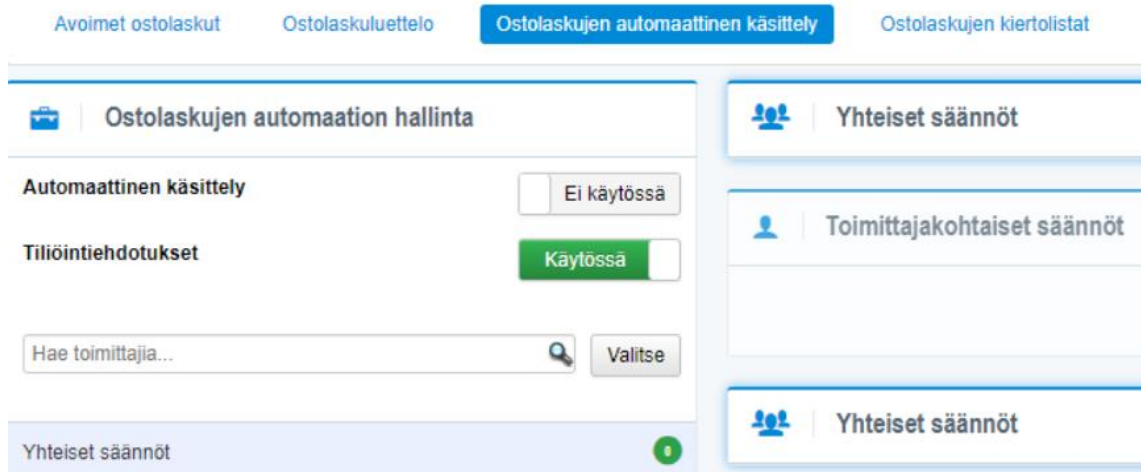 Avoimet ostolaskut
Ostolaskuluettelo
Ostolaskujen automaattinen käsittely
Ostolaskujen kiertolistat
Ostolaskujen automaation hallinta
Automaattinen käsittely
Ei käytössä
Tiliöintiehdotukset
Käytössä
Hae toimittajia...
Valitse
Yhteiset säännöt
0
Yhteiset säännöt
Toimittajakohtaiset säännöt
Yhteiset säännöt